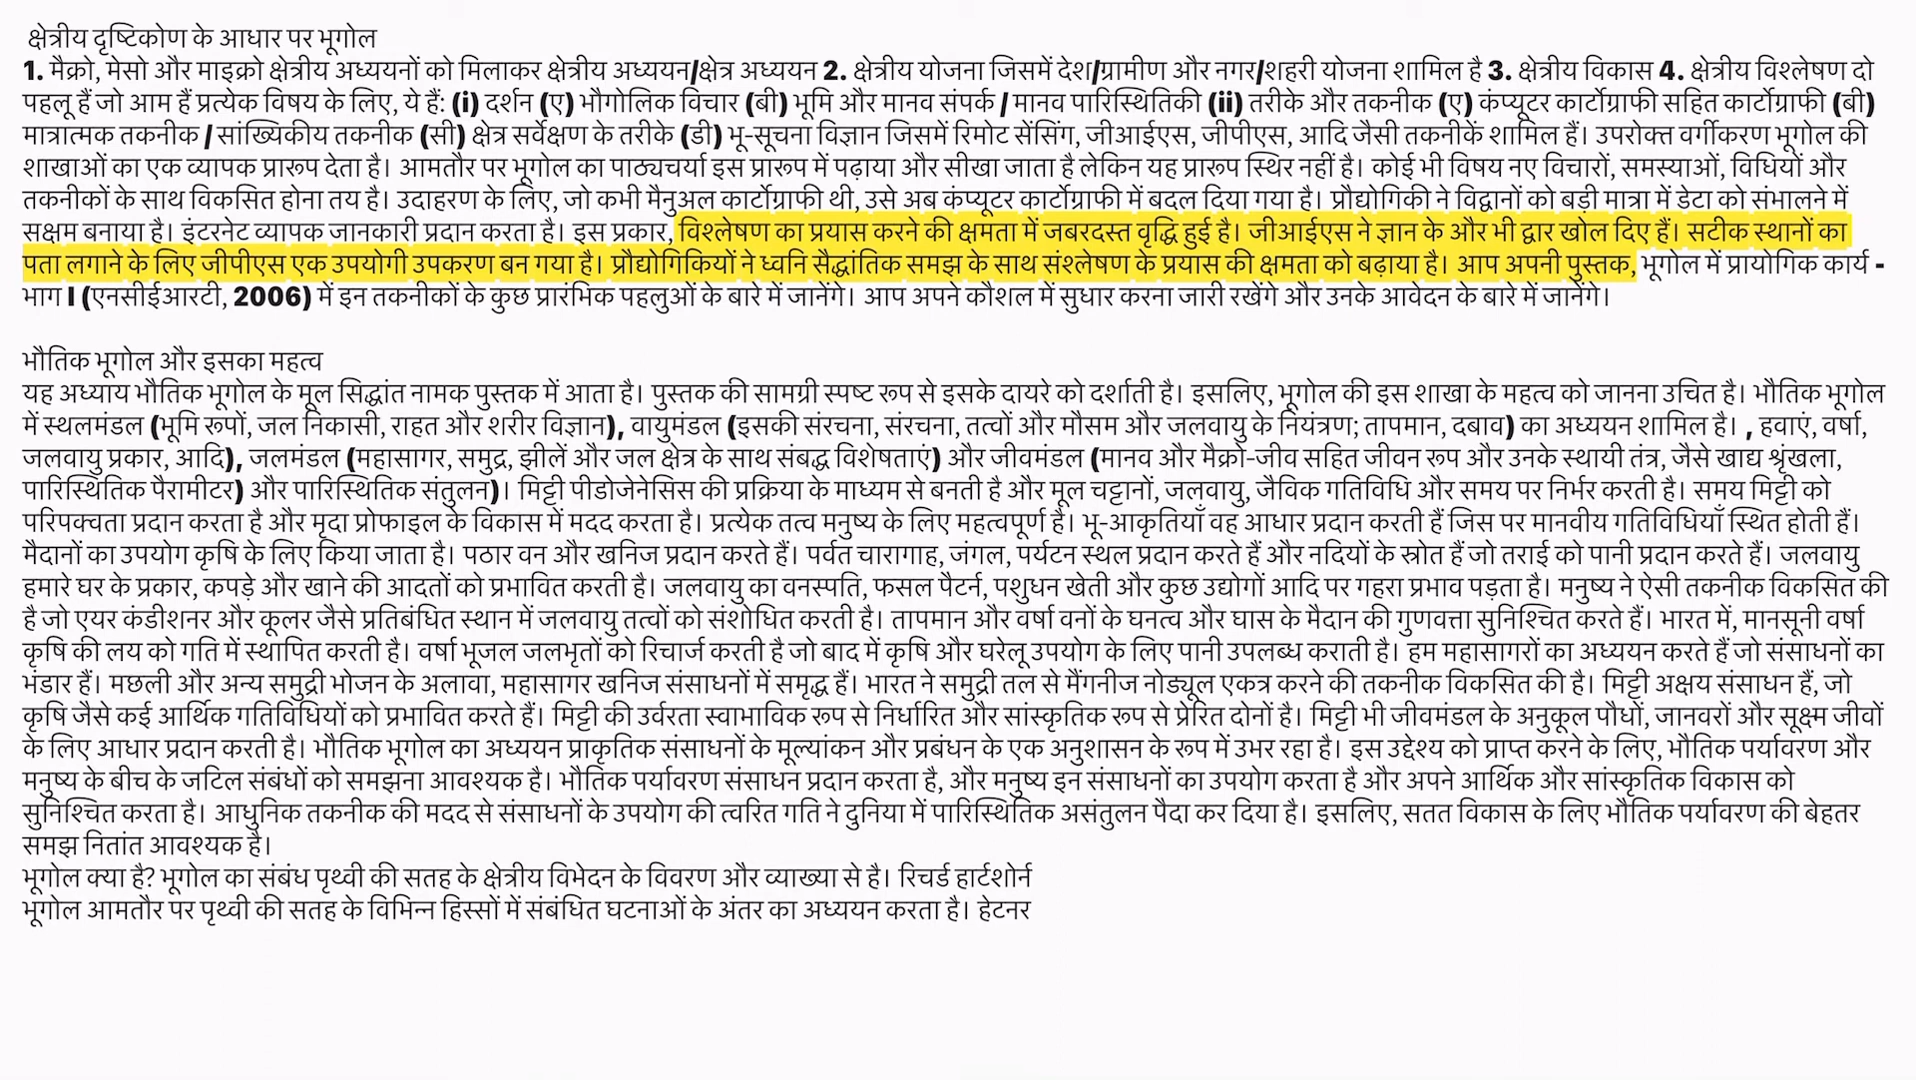 क्षेत्रीय दृष्टिकोण के आधार पर भूगोल
1. मैक्रो, मेसो और माइक्रो क्षेत्रीय अध्ययनों को मिलाकर क्षेत्रीय अध्ययन/क्षेत्र अध्ययन 2. क्षेत्रीय योजना जिसमें देश/ग्रामीण और नगर/शहरी योजना शामिल है 3. क्षेत्रीय विकास 4. क्षेत्रीय विश्लेषण दो
पहलू हैं जो आम हैं प्रत्येक विषय के लिए, ये हैं: (i) दर्शन (ए) भौगोलिक विचार (बी) भूमि और मानव संपर्क / मानव पारिस्थितिकी (ii) तरीके और तकनीक (ए) कंप्यूटर कार्टोग्राफी सहित कार्टोग्राफी (बी)
मात्रात्मक तकनीक / सांख्यिकीय तकनीक (सी) क्षेत्र सर्वेक्षण के तरीके (डी) भू-सूचना विज्ञान जिसमें रिमोट सेंसिंग, जीआईएस, जीपीएस, आदि जैसी तकनीकें शामिल हैं। उपरोक्त वर्गीकरण भूगोल की
शाखाओं का एक व्यापक प्रारूप देता है। आमतौर पर भूगोल का पाठ्यचर्या इस प्रारूप में पढ़ाया और सीखा जाता है लेकिन यह प्रारूप स्थिर नहीं है। कोई भी विषय नए विचारों, समस्याओं, विधियों और
तकनीकों के साथ विकसित होना तय है। उदाहरण के लिए, जो कभी मैनुअल कार्टोग्राफी थी, उसे अब कंप्यूटर कार्टोग्राफी में बदल दिया गया है। प्रौद्योगिकी ने विद्वानों को बड़ी मात्रा में डेटा को संभालने में
सक्षम बनाया है। इंटरनेट व्यापक जानकारी प्रदान करता है। इस प्रकार, विश्लेषण का प्रयास करने की क्षमता में जबरदस्त वृद्धि हुई है। जीआईएस ने ज्ञान के और भी द्वार खोल दिए हैं। सटीक स्थानों का
पता लगाने के लिए जीपीएस एक उपयोगी उपकरण बन गया है। प्रौद्योगिकियों ने ध्वनि सैद्धांतिक समझ के साथ संश्लेषण के प्रयास की क्षमता को बढ़ाया है। आप अपनी पुस्तक, भूगोल में प्रायोगिक कार्य -
भाग I (एनसीईआरटी, 2006) में इन तकनीकों के कुछ प्रारंभिक पहलुओं के बारे में जानेंगे। आप अपने कौशल में सुधार करना जारी रखेंगे और उनके आवेदन के बारे में जानेंगे।
भौतिक भूगोल और इसका महत्व
यह अध्याय भौतिक भूगोल के मूल सिद्धांत नामक पुस्तक में आता है। पुस्तक की सामग्री स्पष्ट रूप से इसके दायरे को दर्शाती है। इसलिए, भूगोल की इस शाखा के महत्व को जानना उचित है। भौतिक भूगोल
में स्थलमंडल (भूमि रूपों, जल निकासी, राहत और शरीर विज्ञान), वायुमंडल (इसकी संरचना, संरचना, तत्वों और मौसम और जलवायु के नियंत्रण; तापमान, दबाव) का अध्ययन शामिल है। , हवाएं, वर्षा,
जलवायु प्रकार, आदि), जलमंडल (महासागर, समुद्र, झीलें और जल क्षेत्र के साथ संबद्ध विशेषताएं) और जीवमंडल (मानव और मैक्रो-जीव सहित जीवन रूप और उनके स्थायी तंत्र, जैसे खाद्य श्रृंखला,
पारिस्थितिक पैरामीटर) और पारिस्थितिक संतुलन)। मिट्टी पीडोजेनेसिस की प्रक्रिया के माध्यम से बनती है और मूल चट्टानों, जलवायु, जैविक गतिविधि और समय पर निर्भर करती है। समय मिट्टी को
परिपक्वता प्रदान करता है और मृदा प्रोफाइल के विकास में मदद करता है। प्रत्येक तत्व मनुष्य के लिए महत्वपूर्ण है। भू-आकृतियाँ वह आधार प्रदान करती हैं जिस पर मानवीय गतिविधियाँ स्थित होती हैं।
मैदानों का उपयोग कृषि के लिए किया जाता है। पठार वन और खनिज प्रदान करते हैं। पर्वत चारागाह, जंगल, पर्यटन स्थल प्रदान करते हैं और नदियों के स्रोत हैं जो तराई को पानी प्रदान करते हैं। जलवायु
हमारे घर के प्रकार, कपड़े और खाने की आदतों को प्रभावित करती है। जलवायु का वनस्पति, फसल पैटर्न, पशुधन खेती और कुछ उद्योगों आदि पर गहरा प्रभाव पड़ता है। मनुष्य ने ऐसी तकनीक विकसित की
है जो एयर कंडीशनर और कूलर जैसे प्रतिबंधित स्थान में जलवायु तत्वों को संशोधित करती है। तापमान और वर्षा वनों के घनत्व और घास के मैदान की गुणवत्ता सुनिश्चित करते हैं। भारत में, मानसूनी वर्षा
कृषि की लय को गति में स्थापित करती है। वर्षा भूजल जलभृतों को रिचार्ज करती है जो बाद में कृषि और घरेलू उपयोग के लिए पानी उपलब्ध कराती है। हम महासागरों का अध्ययन करते हैं जो संसाधनों का
भंडार हैं। मछली और अन्य समुद्री भोजन के अलावा, महासागर खनिज संसाधनों में समृद्ध हैं। भारत ने समुद्री तल से मैंगनीज नोड्यूल एकत्र करने की तकनीक विकसित की है। मिट्टी अक्षय संसाधन हैं, जो
कृषि जैसे कई आर्थिक गतिविधियों को प्रभावित करते हैं। मिट्टी की उर्वरता स्वाभाविक रूप से निर्धारित और सांस्कृतिक रूप से प्रेरित दोनों है। मिट्टी भी जीवमंडल के अनुकूल पौधों, जानवरों और सूक्ष्म जीवों
के लिए आधार प्रदान करती है। भौतिक भूगोल का अध्ययन प्राकृतिक संसाधनों के मूल्यांकन और प्रबंधन के एक अनुशासन के रूप में उभर रहा है। इस उद्देश्य को प्राप्त करने के लिए, भौतिक पर्यावरण और
मनुष्य के बीच के जटिल संबंधों को समझना आवश्यक है। भौतिक पर्यावरण संसाधन प्रदान करता है, और मनुष्य इन संसाधनों का उपयोग करता है और अपने आर्थिक और सांस्कृतिक विकास को
सुनिश्चित करता है। आधुनिक तकनीक की मदद से संसाधनों के उपयोग की त्वरित गति ने दुनिया में पारिस्थितिक असंतुलन पैदा कर दिया है। इसलिए, सतत विकास के लिए भौतिक पर्यावरण की बेहतर
समझ नितांत आवश्यक है।
भूगोल क्या है? भूगोल का संबंध पृथ्वी की सतह के क्षेत्रीय विभेदन के विवरण और व्याख्या से है। रिचर्ड हार्टशोर्न
भूगोल आमतौर पर पृथ्वी की सतह के विभिन्न हिस्सों में संबंधित घटनाओं के अंतर का अध्ययन करता है। हेटनर